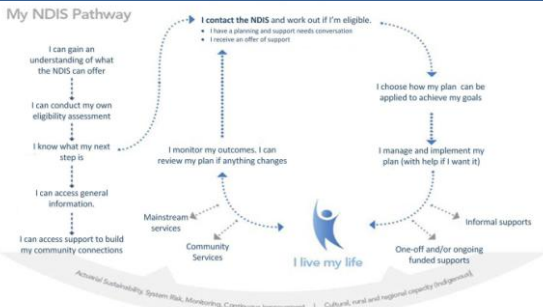 My NDIS Pathway
I contact the NDIS and work out if I'm eligible.
• I have a planning and support needs conversation
• I receive an offer of support
I can gain an
understanding of what
the NDIS can offer
I can conduct my own
eligibility assessment
I know what my next
step is
I can access general
information.
I can access support to build
my community connections
I choose how my plan can be
applied to achieve my goals
I manage and implement my
plan (with help if I want it)
I monitor my outcomes. I can
review my plan if anything changes
Mainstream
services
Community
Services
I live my life
One-off and/or ongoing
funded supports
Informal supports
Actuarial Sustainability, System Risk, Monitoring, Continuous Improvement | Cultural, rural and regional capacity (Indigenous)